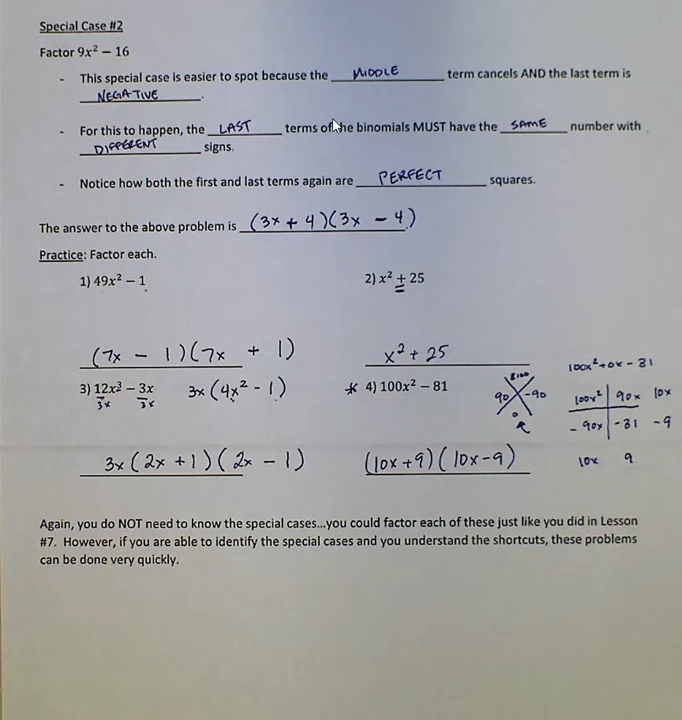 Special Case #2
Factor 9x² – 16
- This special case is easier to spot because the MIDDLE term cancels AND the last term is
NEGATIVE.
- For this to happen, the LAST terms of the binomials MUST have the SAME number with
DIFFERENT signs.
- Notice how both the first and last terms again are PERFECT squares.
The answer to the above problem is (3x + 4)(3x – 4)
Practice: Factor each.
1) 49x² – 1 2) x² + 25
(7x – 1)(7x + 1) x² + 25
100x² + 0x – 81
3) 12x³ – 3x 3x(4x² – 1) * 4) 100x² – 81
3x 3x
8100
90 -90
0
100x² 90x 10x
-90x -81 -9
10x 9
3x(2x + 1)(2x – 1) (10x + 9)(10x – 9)
Again, you do NOT need to know the special cases...you could factor each of these just like you did in Lesson
#7. However, if you are able to identify the special cases and you understand the shortcuts, these problems
can be done very quickly.